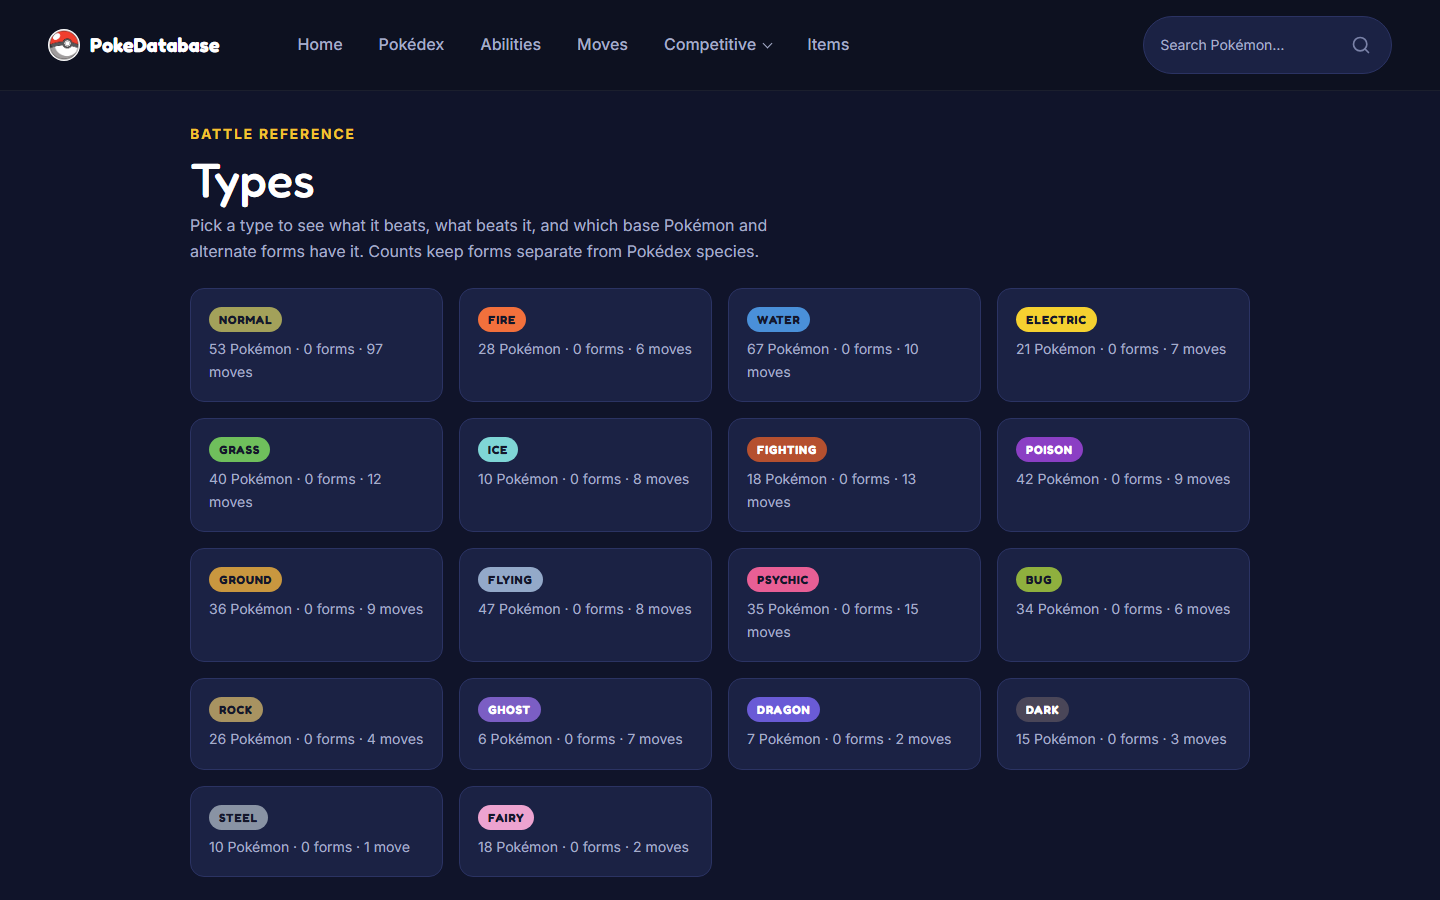 PokeDatabase
Home
Pokédex
Abilities
Moves
Competitive
Items
Search Pokémon...
BATTLE REFERENCE
Types
Pick a type to see what it beats, what beats it, and which base Pokémon and
alternate forms have it. Counts keep forms separate from Pokédex species.
NORMAL
53 Pokémon · 0 forms · 97
moves
FIRE
28 Pokémon · 0 forms · 6 moves
WATER
67 Pokémon · 0 forms · 10
moves
ELECTRIC
21 Pokémon · 0 forms · 7 moves
GRASS
40 Pokémon · 0 forms · 12
moves
ICE
10 Pokémon · 0 forms · 8 moves
FIGHTING
18 Pokémon · 0 forms · 13
moves
POISON
42 Pokémon · 0 forms · 9 moves
GROUND
36 Pokémon · 0 forms · 9 moves
FLYING
47 Pokémon · 0 forms · 8 moves
PSYCHIC
35 Pokémon · 0 forms · 15
moves
BUG
34 Pokémon · 0 forms · 6 moves
ROCK
26 Pokémon · 0 forms · 4 moves
GHOST
6 Pokémon · 0 forms · 7 moves
DRAGON
7 Pokémon · 0 forms · 2 moves
DARK
15 Pokémon · 0 forms · 3 moves
STEEL
10 Pokémon · 0 forms · 1 move
FAIRY
18 Pokémon · 0 forms · 2 moves